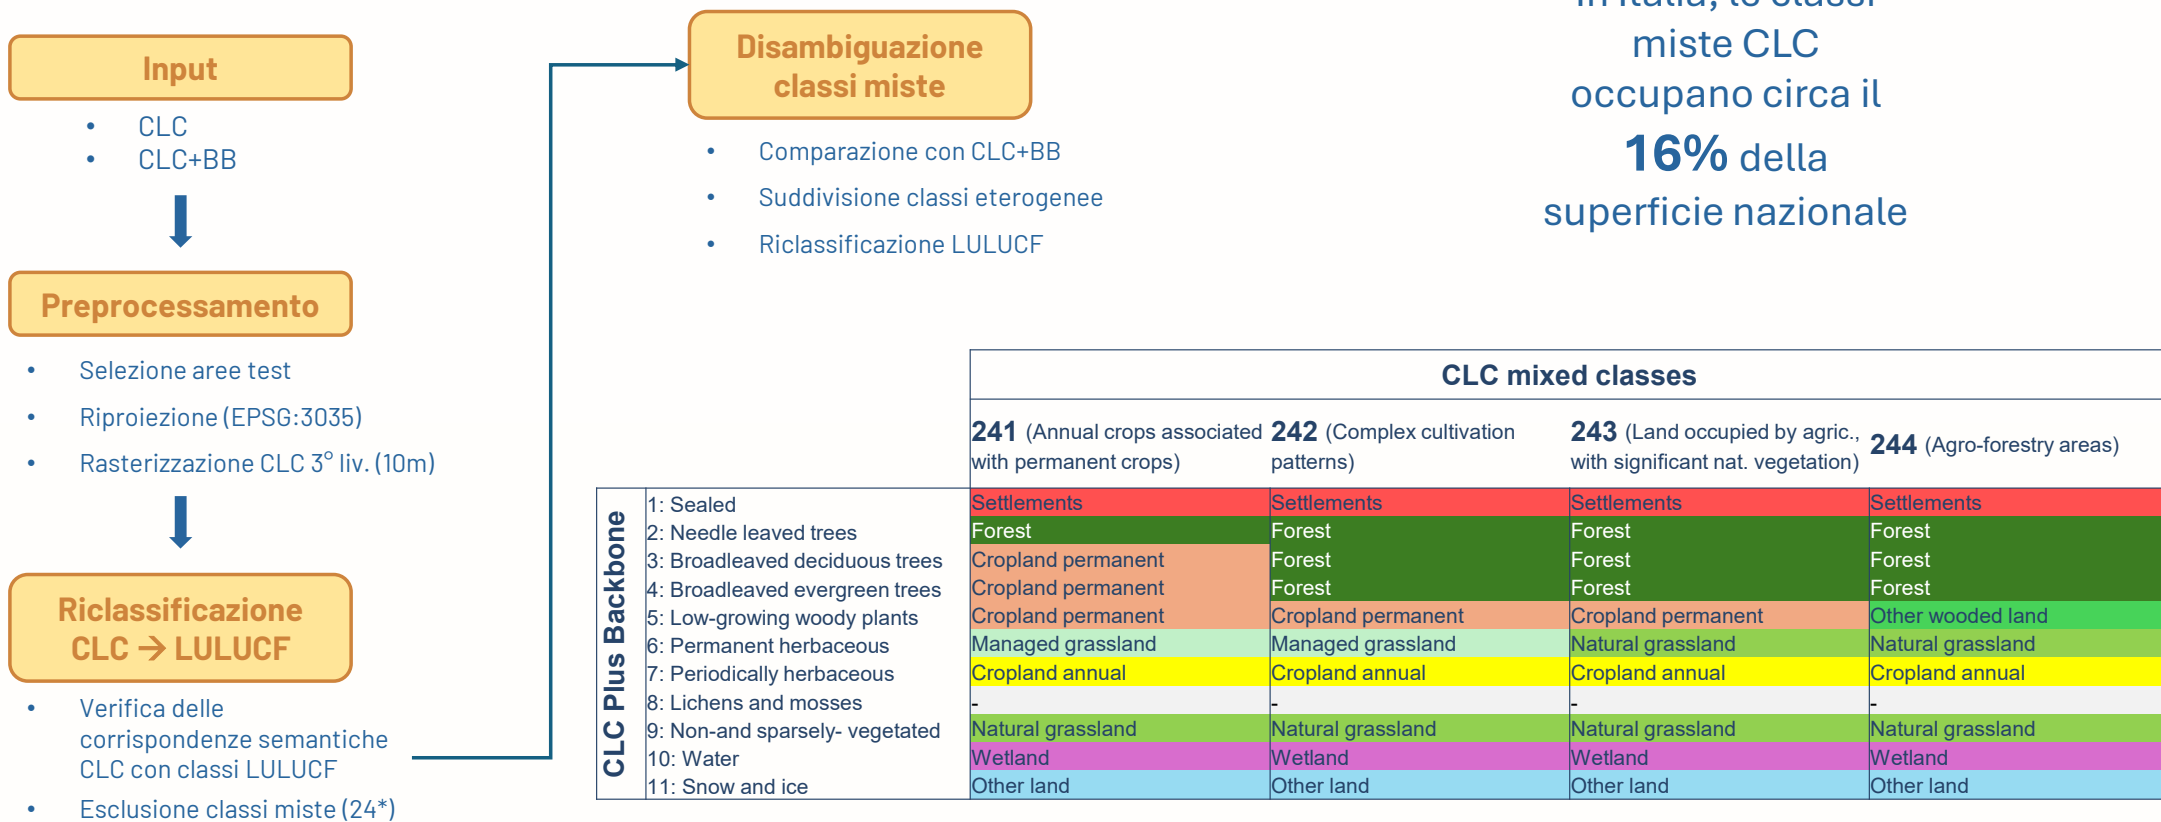 Input
• CLC
• CLC+BB
Preprocessamento
• Selezione aree test
• Riproiezione (EPSG:3035)
• Rasterizzazione CLC 3° liv. (10m)
Riclassificazione
CLC → LULUCF
• Verifica delle
corrispondenze semantiche
CLC con classi LULUCF
• Esclusione classi miste (24*)
Disambiguazione
classi miste
• Comparazione con CLC+BB
• Suddivisione classi eterogenee
• Riclassificazione LULUCF
In Italia, le classi
miste CLC
occupano circa il
16% della
superficie nazionale
CLC mixed classes
241 (Annual crops associated with permanent crops) 242 (Complex cultivation patterns) 243 (Land occupied by agric., with significant nat. vegetation) 244 (Agro-forestry areas)
CLC Plus Backbone
1: Sealed Settlements Settlements Settlements Settlements
2: Needle leaved trees Forest Forest Forest Forest
3: Broadleaved deciduous trees Cropland permanent Forest Forest Forest
4: Broadleaved evergreen trees Cropland permanent Forest Forest Forest
5: Low-growing woody plants Cropland permanent Cropland permanent Cropland permanent Other wooded land
6: Permanent herbaceous Managed grassland Managed grassland Natural grassland Natural grassland
7: Periodically herbaceous Cropland annual Cropland annual Cropland annual Cropland annual
8: Lichens and mosses - - - -
9: Non-and sparsely- vegetated Natural grassland Natural grassland Natural grassland Natural grassland
10: Water Wetland Wetland Wetland Wetland
11: Snow and ice Other land Other land Other land Other land